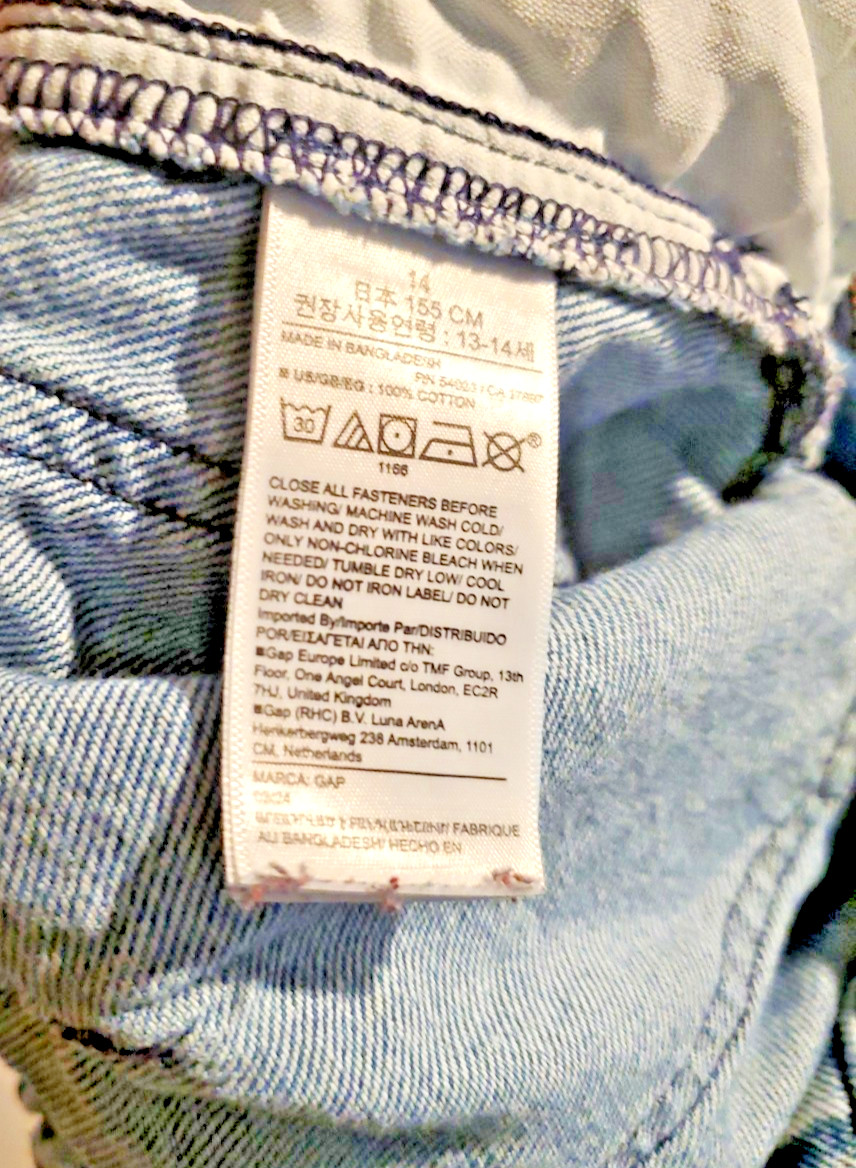 14
日本 155 CM
권장사용연령 : 13-14세
MADE IN BANGLADESH
US/GB/EG : 100% COTTON
30
®
1166
CLOSE ALL FASTENERS BEFORE
WASHING/ MACHINE WASH COLD/
WASH AND DRY WITH LIKE COLORS/
ONLY NON-CHLORINE BLEACH WHEN
NEEDED/ TUMBLE DRY LOW/ COOL
IRON/ DO NOT IRON LABEL/ DO NOT
DRY CLEAN
Imported By/Importe Par/DISTRIBUIDO
POR/ΕΙΣΑΓΕΤΑΙ ΑΠΟ ΤΗΝ:
■Gap Europe Limited c/o TMF Group, 13th
Floor, One Angel Court, London, EC2R
7HJ, United Kingdom
■Gap (RHC) B.V. Luna ArenA
Herikerbergweg 238 Amsterdam, 1101
CM, Netherlands
MARCA: GAP
FABRIQUE
AU BANGLADESH/ HECHO EN